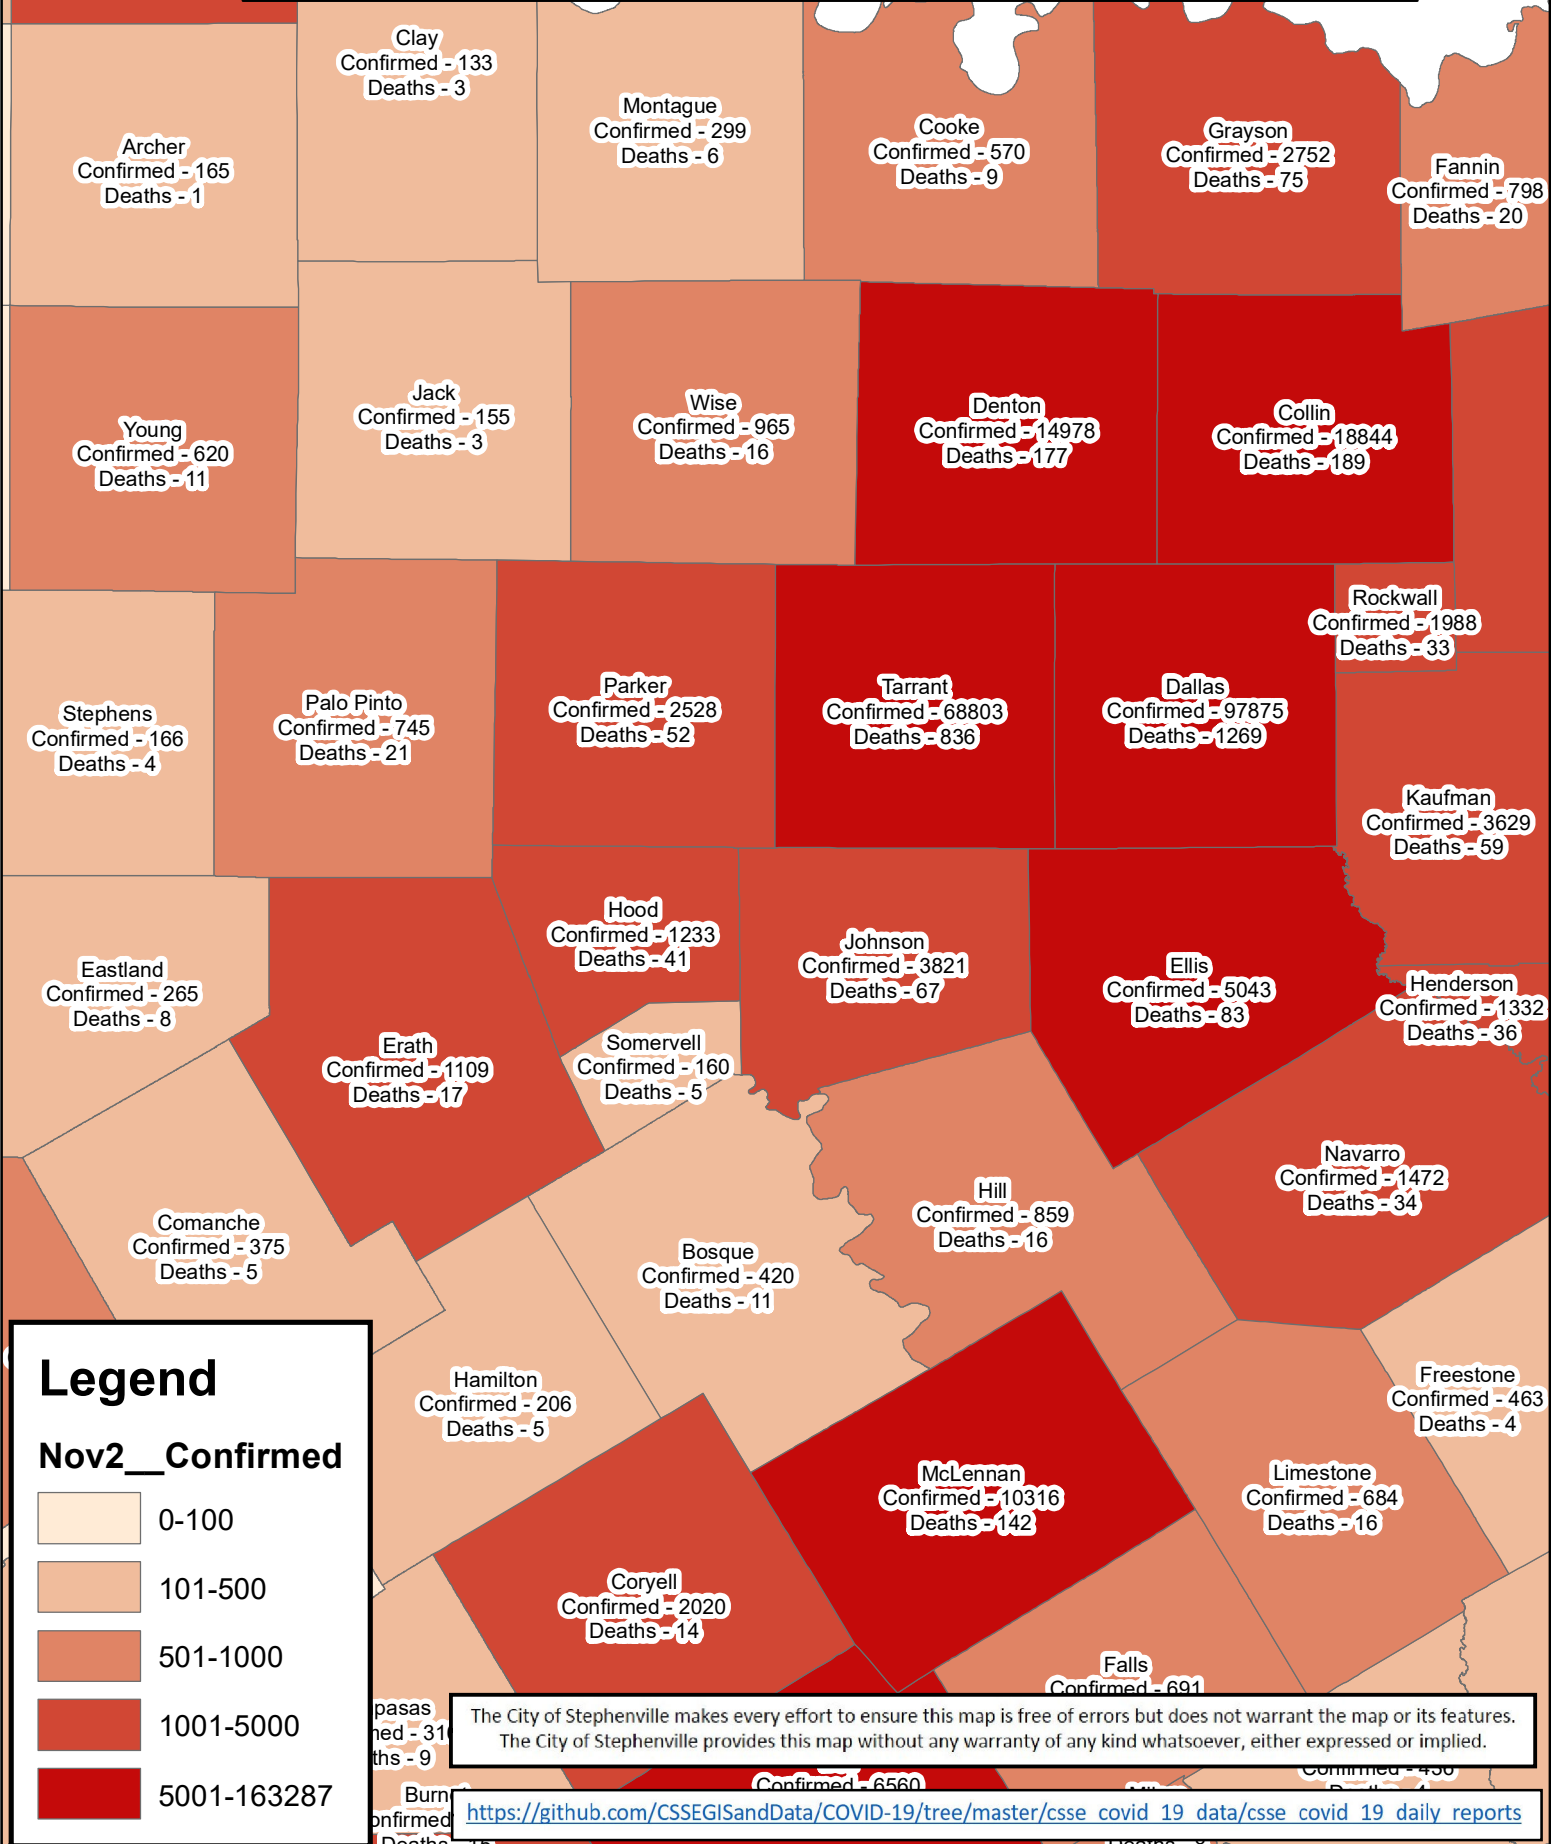 Clay
Confirmed - 133
Deaths - 3
Montague
Confirmed - 299
Deaths - 6
Archer
Confirmed - 165
Deaths - 1
Cooke
Confirmed - 570
Deaths - 9
Grayson
Confirmed - 2752
Deaths - 75
Fannin
Confirmed - 798
Deaths - 20
Young
Confirmed - 620
Deaths - 11
Jack
Confirmed - 155
Deaths - 3
Wise
Confirmed - 965
Deaths - 16
Denton
Confirmed - 14978
Deaths - 177
Collin
Confirmed - 18844
Deaths - 189
Rockwall
Confirmed - 1988
Deaths - 33
Stephens
Confirmed - 166
Deaths - 4
Palo Pinto
Confirmed - 745
Deaths - 21
Parker
Confirmed - 2528
Deaths - 52
Tarrant
Confirmed - 68803
Deaths - 836
Dallas
Confirmed - 97875
Deaths - 1269
Kaufman
Confirmed - 3629
Deaths - 59
Eastland
Confirmed - 265
Deaths - 8
Hood
Confirmed - 1233
Deaths - 41
Johnson
Confirmed - 3821
Deaths - 67
Ellis
Confirmed - 5043
Deaths - 83
Henderson
Confirmed - 1332
Deaths - 36
Erath
Confirmed - 1109
Deaths - 17
Somervell
Confirmed - 160
Deaths - 5
Navarro
Confirmed - 1472
Deaths - 34
Comanche
Confirmed - 375
Deaths - 5
Bosque
Confirmed - 420
Deaths - 11
Hill
Confirmed - 859
Deaths - 16
Hamilton
Confirmed - 206
Deaths - 5
Freestone
Confirmed - 463
Deaths - 4
McLennan
Confirmed - 10316
Deaths - 142
Limestone
Confirmed - 684
Deaths - 16
Coryell
Confirmed - 2020
Deaths - 14
Falls
Confirmed - 691
pasas
ned - 31
ths - 9
Confirmed - 6560
Burn
onfirmed
Legend
Nov2__Confirmed
0-100
101-500
501-1000
1001-5000
5001-163287
The City of Stephenville makes every effort to ensure this map is free of errors but does not warrant the map or its features.
The City of Stephenville provides this map without any warranty of any kind whatsoever, either expressed or implied.
https://github.com/CSSEGISandData/COVID-19/tree/master/csse_covid_19_data/csse_covid_19_daily_reports